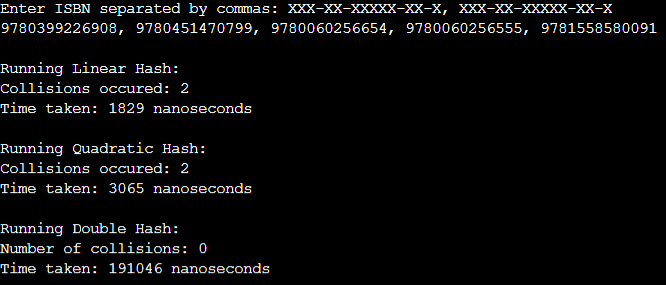 Enter ISBN separated by commas: XXX-XX-XXXXX-XX-X, XXX-XX-XXXXX-XX-X
9780399226908, 9780451470799, 9780060256654, 9780060256555, 9781558580091
Running Linear Hash:
Collisions occured: 2
Time taken: 1829 nanoseconds
Running Quadratic Hash:
Collisions occured: 2
Time taken: 3065 nanoseconds
Running Double Hash:
Number of collisions: 0
Time taken: 191046 nanoseconds